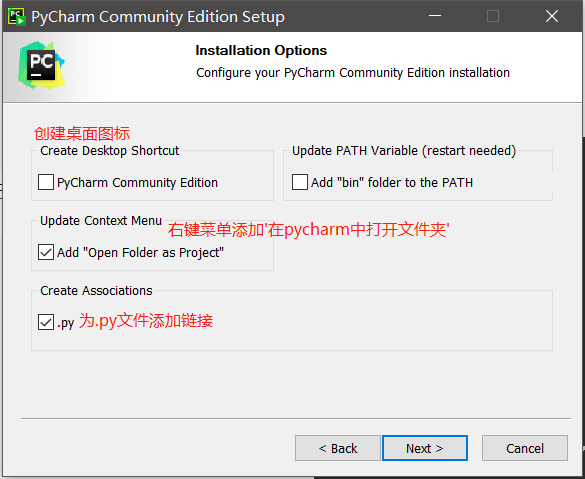 PyCharm Community Edition Setup
PC
Installation Options
Configure your PyCharm Community Edition installation
创建桌面图标
Create Desktop Shortcut
Update PATH Variable (restart needed)
PyCharm Community Edition
Add "bin" folder to the PATH
Update Context Menu
右键菜单添加'在pycharm中打开文件夹'
Add "Open Folder as Project"
Create Associations
.py
为.py文件添加链接
< Back
Next >
Cancel